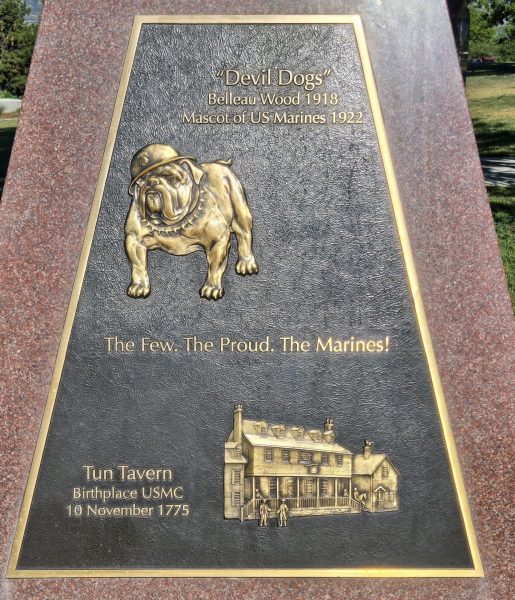 "Devil Dogs"
Belleau Wood 1918
Mascot of US Marines 1922
The Few. The Proud. The Marines!
Tun Tavern
Birthplace USMC
10 November 1775